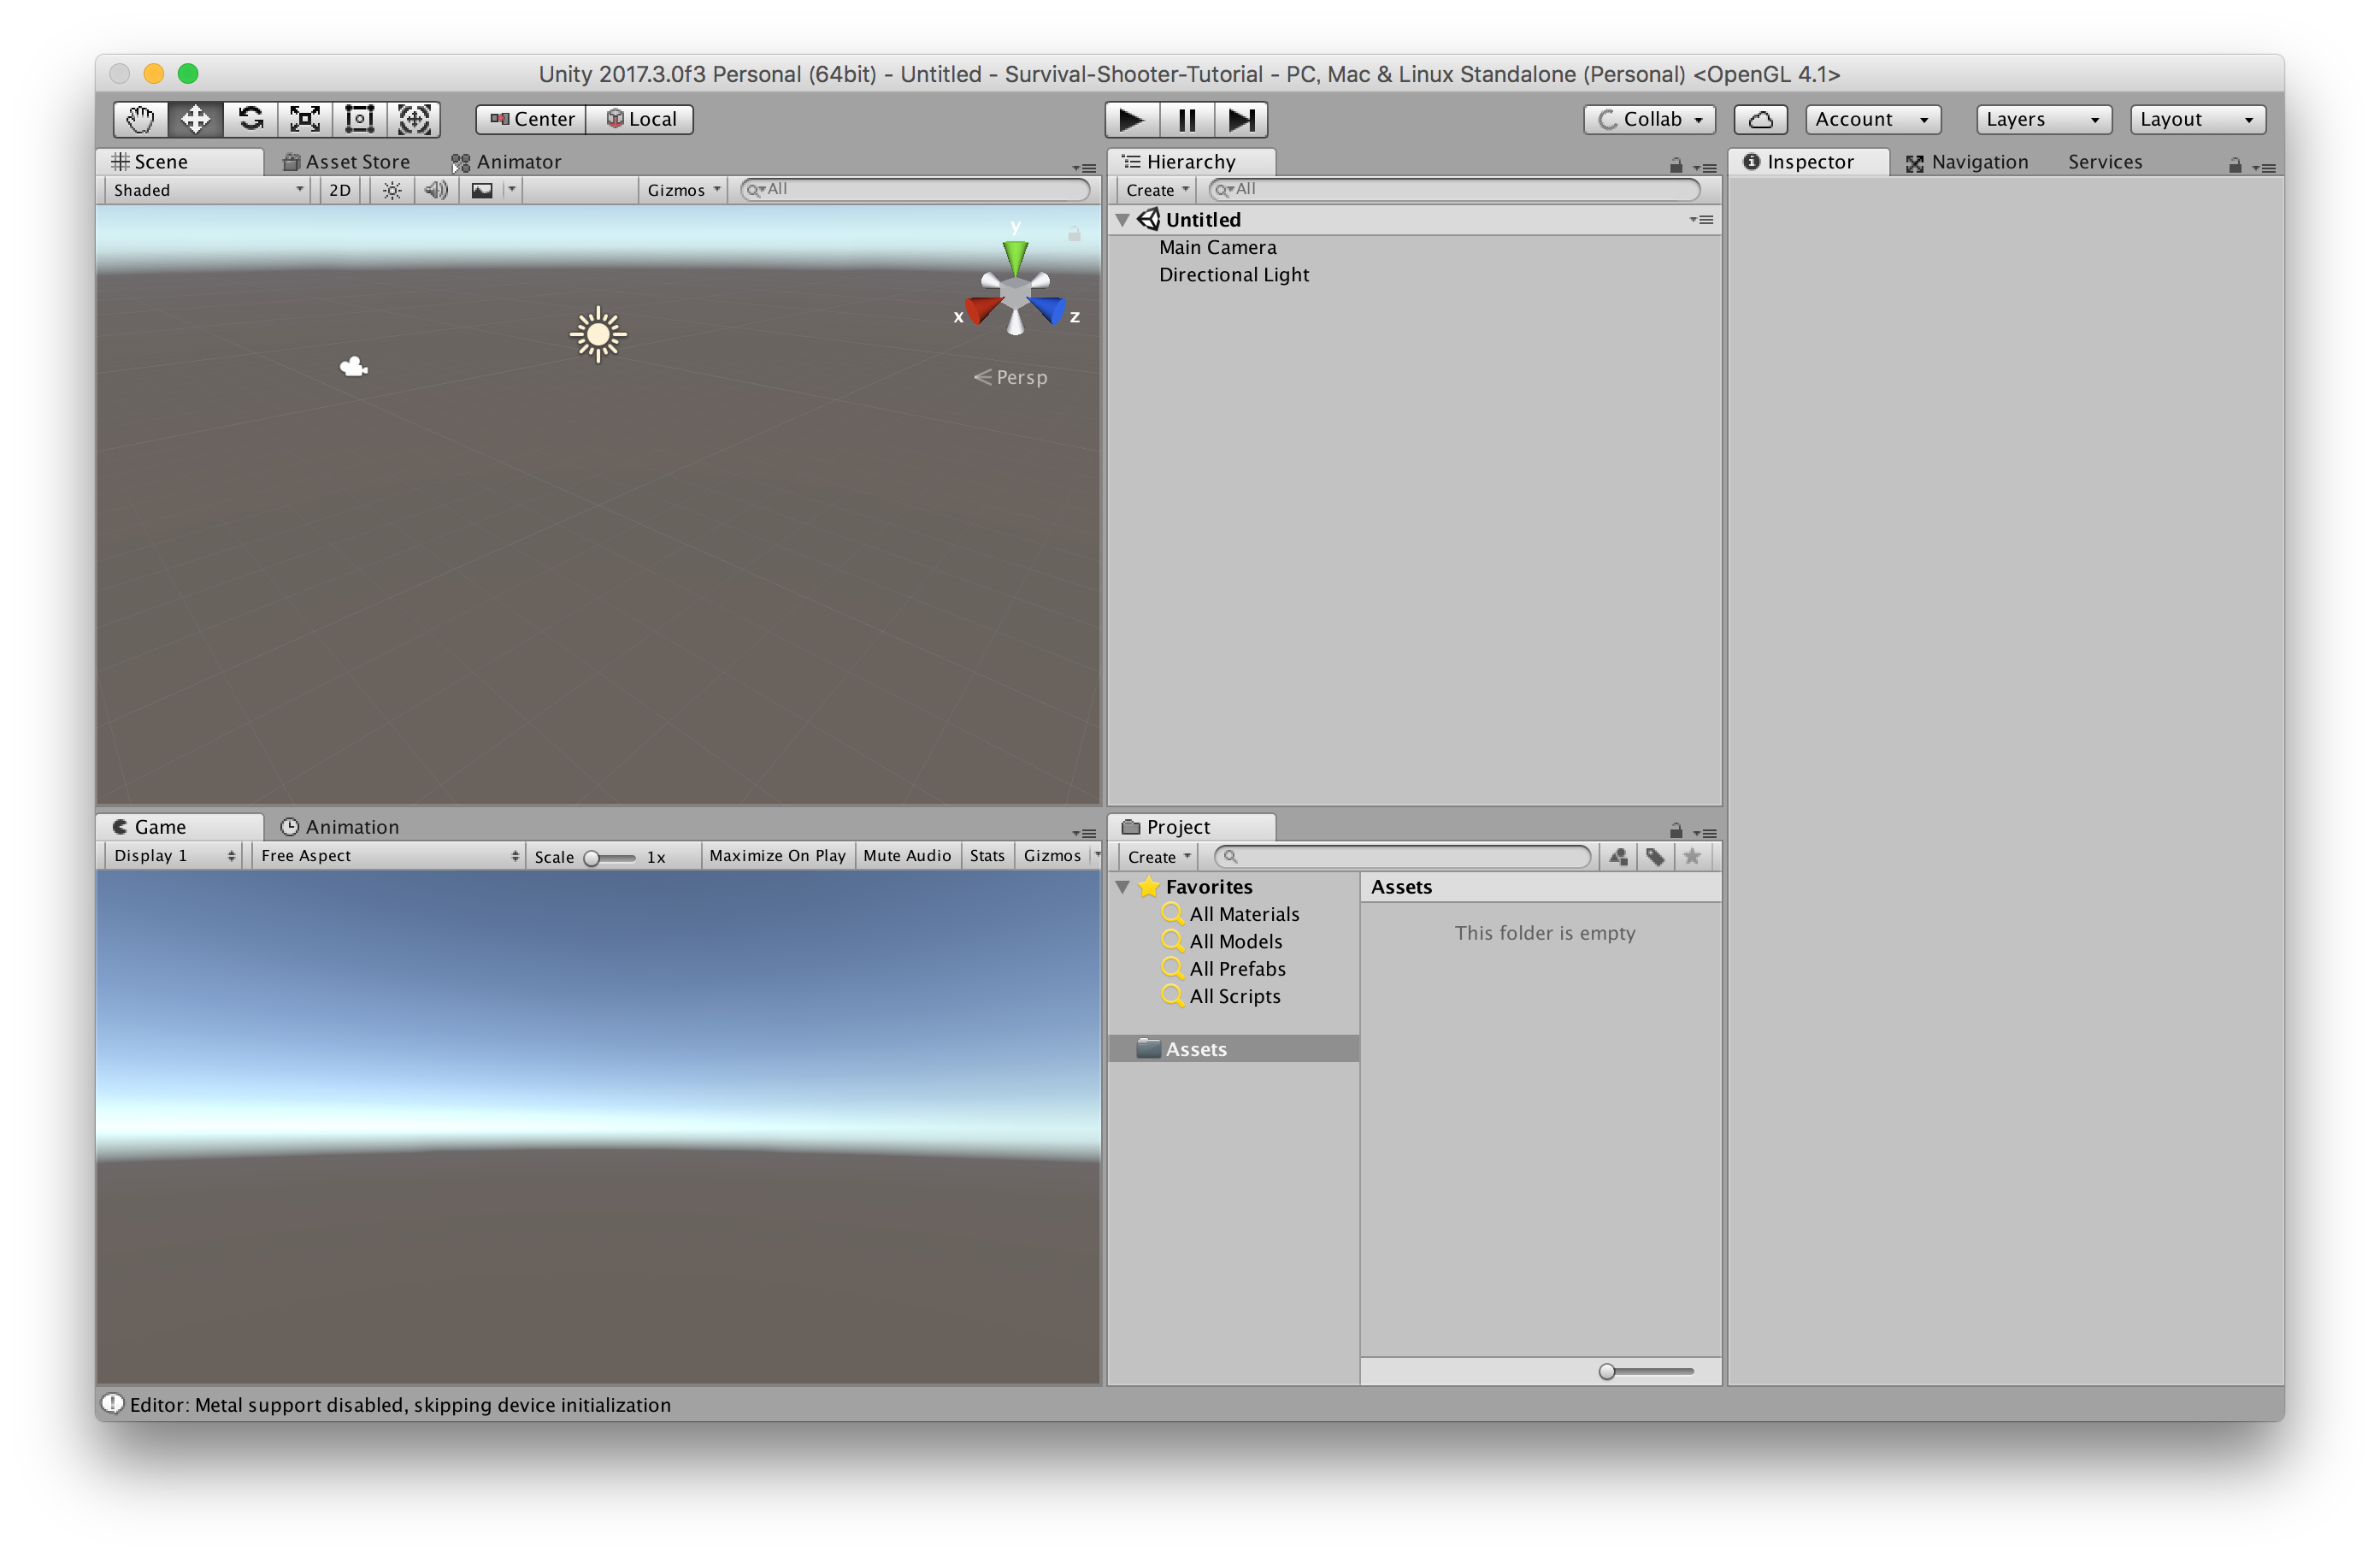 Unity 2017.3.0f3 Personal (64bit) - Untitled - Survival-Shooter-Tutorial - PC, Mac & Linux Standalone (Personal) <OpenGL 4.1>
Center Local Collab Account Layers Layout
Scene Asset Store Animator
Shaded 2D Gizmos All
y
x z
Persp
Hierarchy
Create All
Untitled
Main Camera
Directional Light
Inspector Navigation Services
Game Animation
Display 1 Free Aspect Scale 1x Maximize On Play Mute Audio Stats Gizmos
Project
Create
Favorites
All Materials
All Models
All Prefabs
All Scripts
Assets
Assets
This folder is empty
Editor: Metal support disabled, skipping device initialization